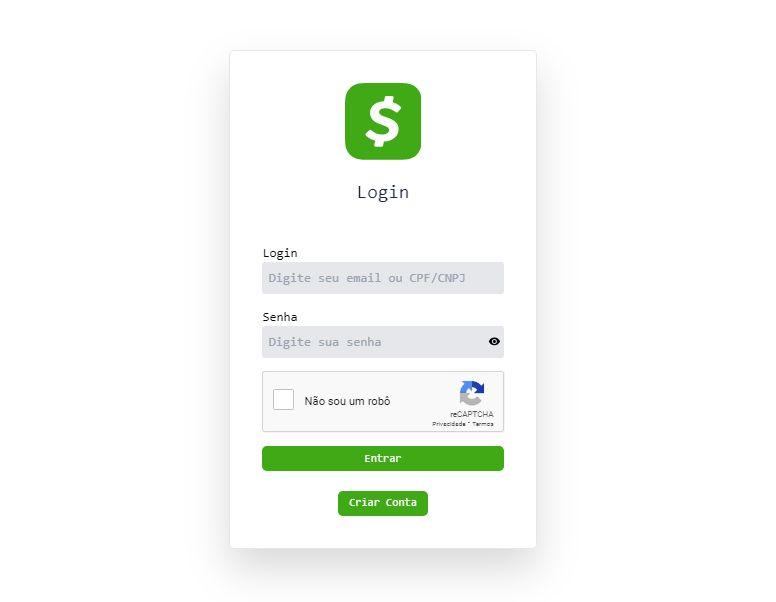 $
Login
Login
Digite seu email ou CPF/CNPJ
Senha
Digite sua senha
Não sou um robô
reCAPTCHA
Privacidade - Termos
Entrar
Criar Conta